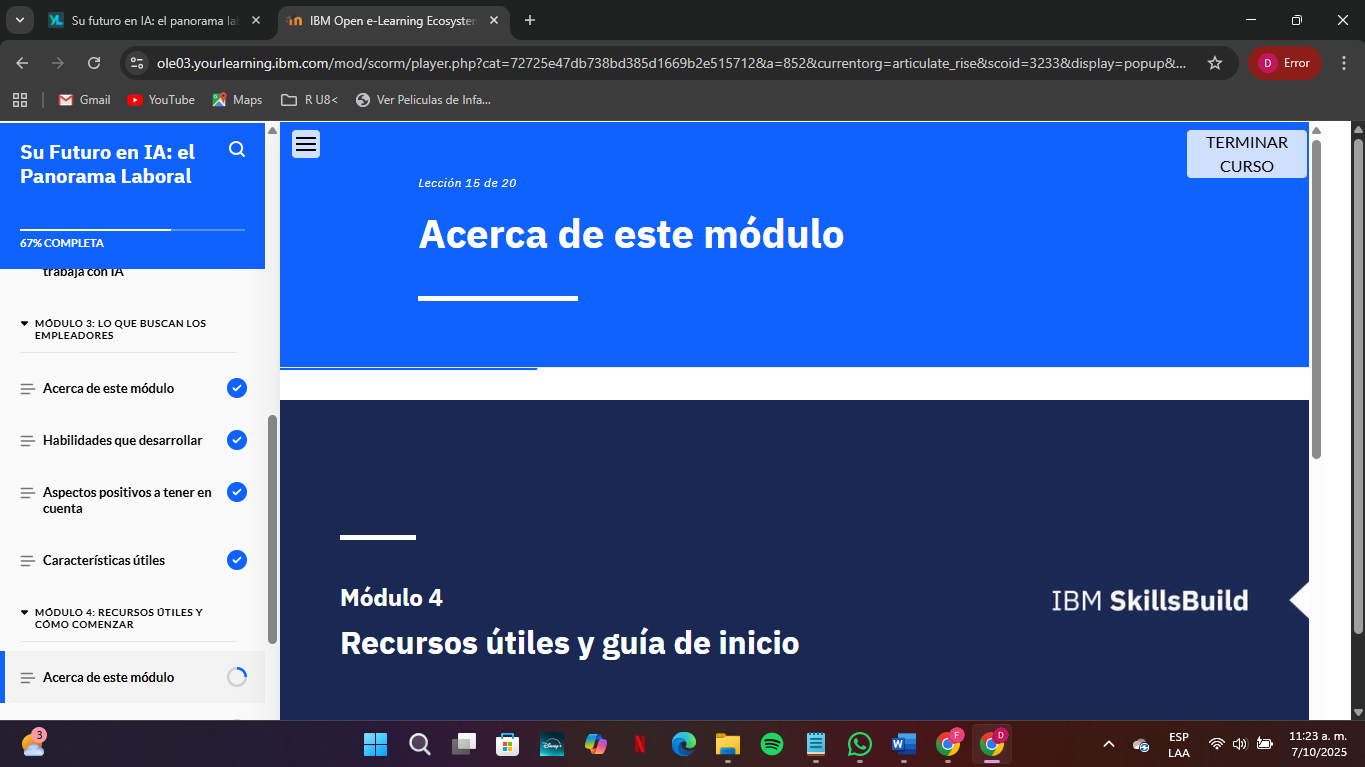 Su futuro en IA: el panorama la
IBM Open e-Learning Ecosystem
ole03.yourlearning.ibm.com/mod/scorm/player.php?cat=72725e47db738bd385d1669b2e515712&a=852&currentorg=articulate_rise&scoid=3233&display=popup&...
D
Error
Gmail
YouTube
Maps
R U8<
Ver Peliculas de Infa...
Su Futuro en IA: el
Panorama Laboral
67% COMPLETA
trabaja con IA
MÓDULO 3: LO QUE BUSCAN LOS
EMPLEADORES
Acerca de este módulo
Habilidades que desarrollar
Aspectos positivos a tener en
cuenta
Características útiles
MÓDULO 4: RECURSOS ÚTILES Y
CÓMO COMENZAR
Acerca de este módulo
TERMINAR
CURSO
Lección 15 de 20
Acerca de este módulo
Módulo 4
Recursos útiles y guía de inicio
IBM SkillsBuild
3
Disney+
N
W
F
D
ESP
LAA
11:23 a. m.
7/10/2025